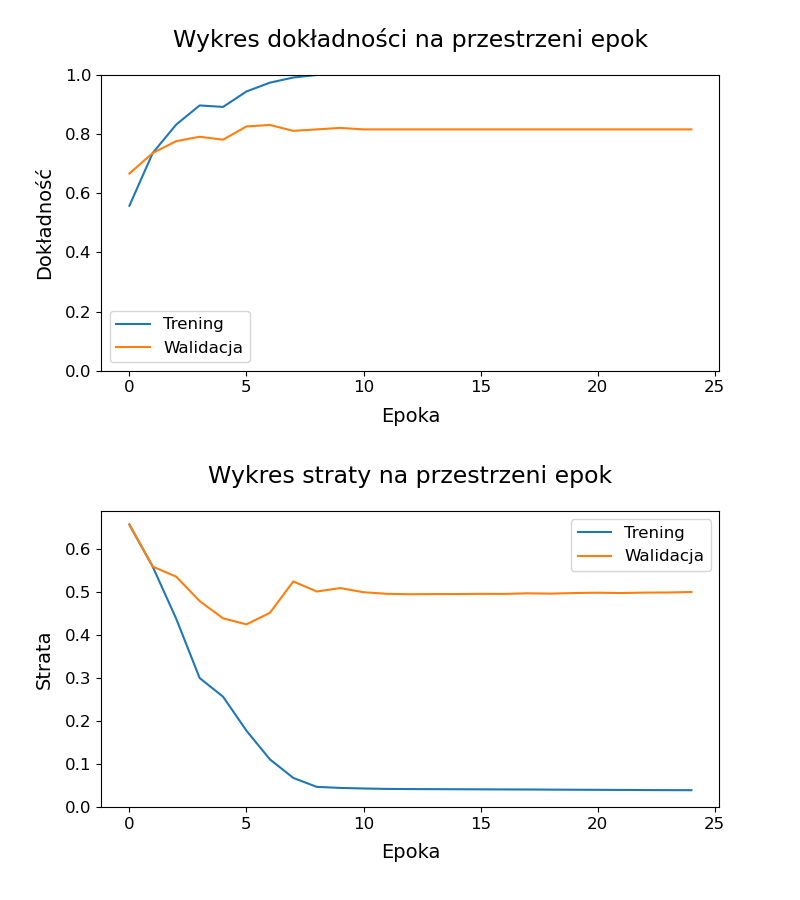 Wykres dokładności na przestrzeni epok
1.0
0.8
0.6
0.4
0.2
0.0
Dokładność
Trening
Walidacja
0 5 10 15 20 25
Epoka
Wykres straty na przestrzeni epok
0.6
0.5
0.4
0.3
0.2
0.1
0.0
Strata
Trening
Walidacja
0 5 10 15 20 25
Epoka